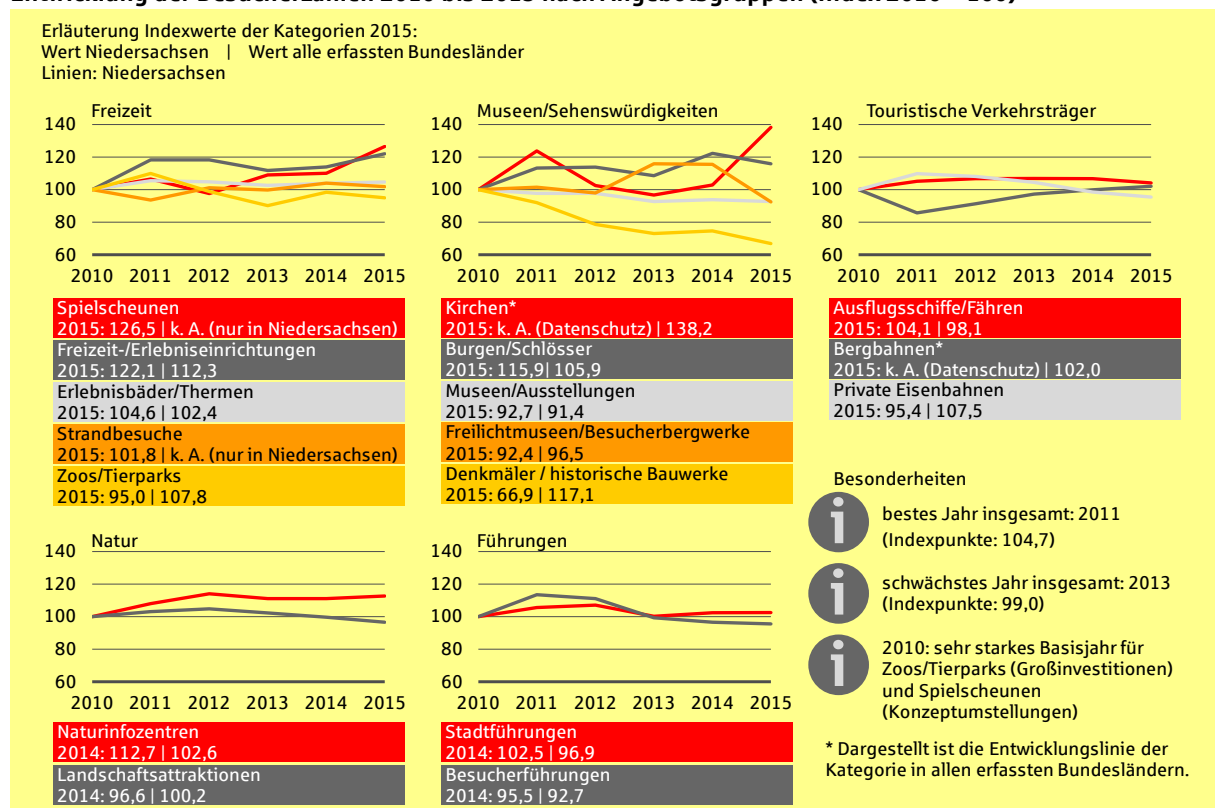 Erläuterung Indexwerte der Kategorien 2015:
Wert Niedersachsen | Wert alle erfassten Bundesländer
Linien: Niedersachsen
Freizeit
140
120
100
80
60
2010 2011 2012 2013 2014 2015
Spielscheunen
2015: 126,5 | k. A. (nur in Niedersachsen)
Freizeit-/Erlebniseinrichtungen
2015: 122,1 | 112,3
Erlebnisbäder/Thermen
2015: 104,6 | 102,4
Strandbesuche
2015: 101,8 | k. A. (nur in Niedersachsen)
Zoos/Tierparks
2015: 95,0 | 107,8
Museen/Sehenswürdigkeiten
140
120
100
80
60
2010 2011 2012 2013 2014 2015
Kirchen*
2015: k. A. (Datenschutz) | 138,2
Burgen/Schlösser
2015: 115,9| 105,9
Museen/Ausstellungen
2015: 92,7 | 91,4
Freilichtmuseen/Besucherbergwerke
2015: 92,4 | 96,5
Denkmäler / historische Bauwerke
2015: 66,9 | 117,1
Touristische Verkehrsträger
140
120
100
80
60
2010 2011 2012 2013 2014 2015
Ausflugsschiffe/Fähren
2015: 104,1 | 98,1
Bergbahnen*
2015: k. A. (Datenschutz) | 102,0
Private Eisenbahnen
2015: 95,4 | 107,5
Natur
140
120
100
80
60
2010 2011 2012 2013 2014 2015
Naturinfozentren
2014: 112,7 | 102,6
Landschaftsattraktionen
2014: 96,6 | 100,2
Führungen
140
120
100
80
60
2010 2011 2012 2013 2014 2015
Stadtführungen
2014: 102,5 | 96,9
Besucherführungen
2014: 95,5 | 92,7
Besonderheiten
bestes Jahr insgesamt: 2011
(Indexpunkte: 104,7)
schwächstes Jahr insgesamt: 2013
(Indexpunkte: 99,0)
2010: sehr starkes Basisjahr für
Zoos/Tierparks (Großinvestitionen)
und Spielscheunen
(Konzeptumstellungen)
* Dargestellt ist die Entwicklungslinie der
Kategorie in allen erfassten Bundesländern.